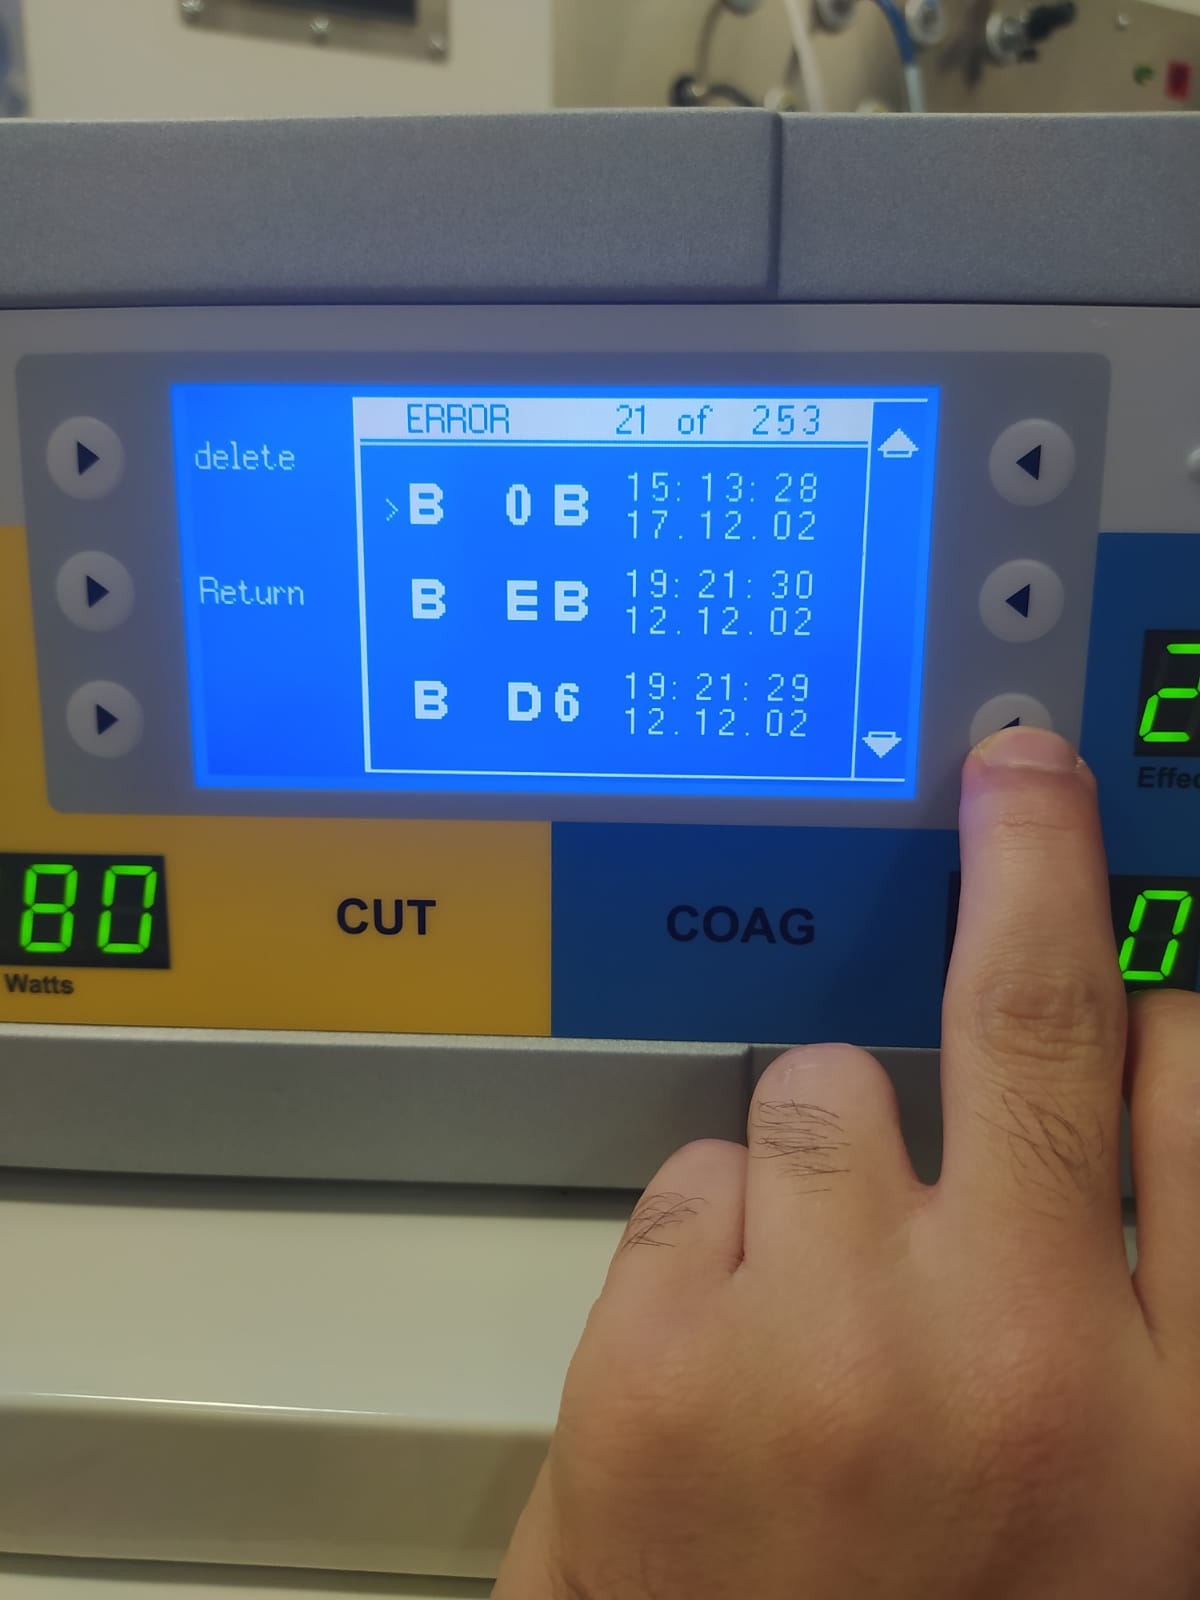 ERROR 21 of 253
delete
>B 0B 15:13:28
17.12.02
Return
B EB 19:21:30
12.12.02
B D6 19:21:29
12.12.02
80
Watts
CUT
COAG
0